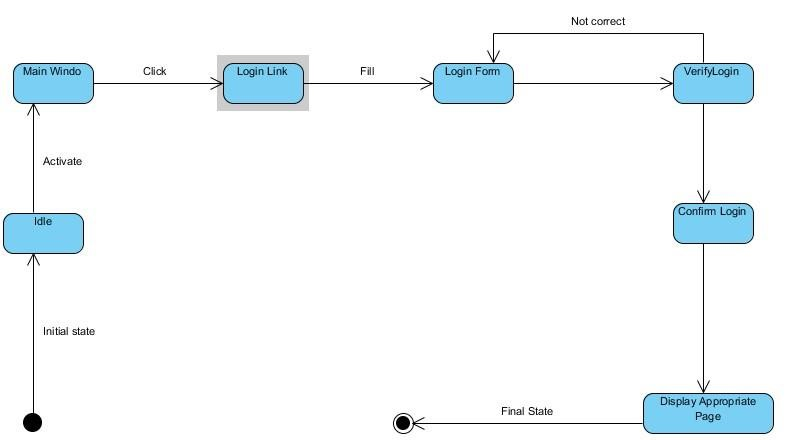 Not correct
Main Windo
Click
Login Link
Fill
Login Form
VerifyLogin
Activate
Idle
Confirm Login
Initial state
Display Appropriate
Page
Final State